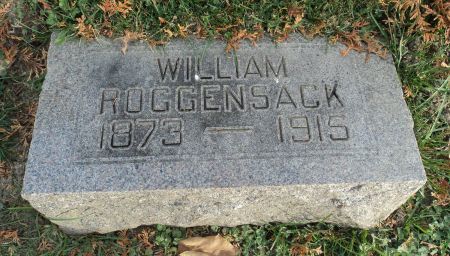 WILLIAM
ROGGENSACK
1873 — 1915